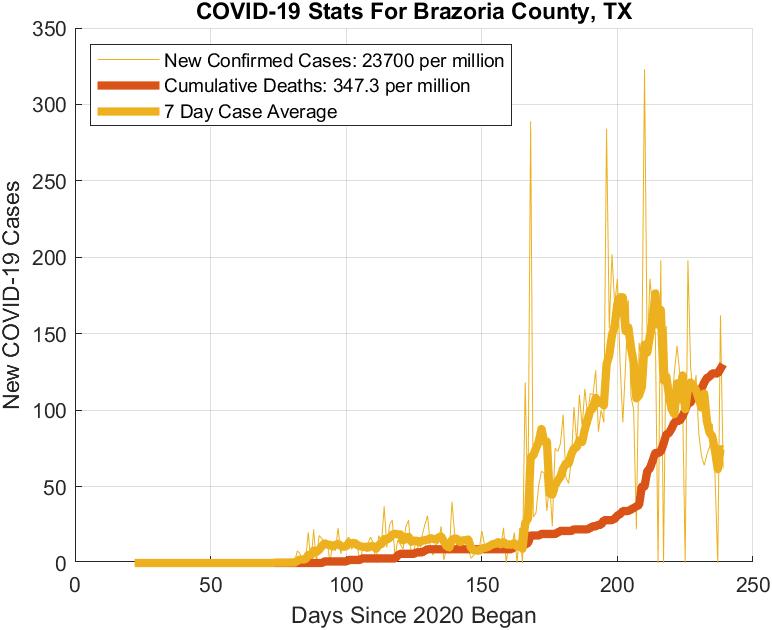 COVID-19 Stats For Brazoria County, TX
New Confirmed Cases: 23700 per million
Cumulative Deaths: 347.3 per million
7 Day Case Average
New COVID-19 Cases
350
300
250
200
150
100
50
0
0 50 100 150 200 250
Days Since 2020 Began